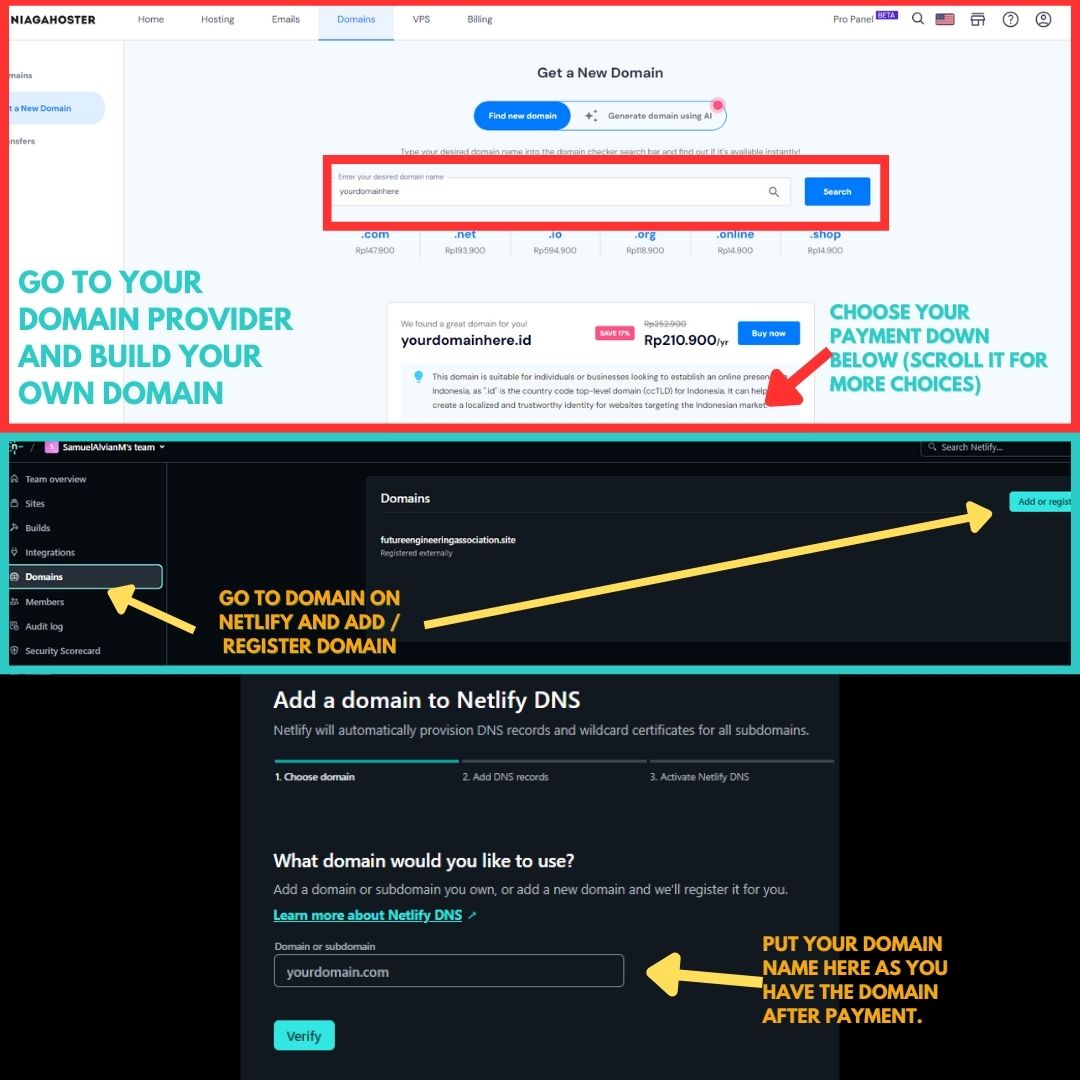 NIAGAHOSTER Home Hosting Emails Domains VPS Billing Pro Panel BETA
mains
t a New Domain
nsfers
Get a New Domain
Find new domain Generate domain using AI
Type your desired domain name into the domain checker search bar and find out if it's available instantly!
Enter your desired domain name
yourdomainhere
Search
.com .net .io .org .online .shop
Rp147.900 Rp193.900 Rp594.900 Rp118.900 Rp14.900 Rp14.900
GO TO YOUR
DOMAIN PROVIDER
AND BUILD YOUR
OWN DOMAIN
We found a great domain for you!
yourdomainhere.id
SAVE 17%
Rp252.900
Rp210.900/yr
Buy now
This domain is suitable for individuals or businesses looking to establish an online presen
Indonesia, as ".id" is the country code top-level domain (ccTLD) for Indonesia. It can help
create a localized and trustworthy identity for websites targeting the Indonesian market.
CHOOSE YOUR
PAYMENT DOWN
BELOW (SCROLL IT FOR
MORE CHOICES)
/ S SamuelAlvianM's team
Search Netlify...
Team overview
Sites
Builds
Integrations
Domains
Members
Audit log
Security Scorecard
Domains
Add or regist
futureengineeringassociation.site
Registered externally
GO TO DOMAIN ON
NETLIFY AND ADD /
REGISTER DOMAIN
Add a domain to Netlify DNS
Netlify will automatically provision DNS records and wildcard certificates for all subdomains.
1. Choose domain 2. Add DNS records 3. Activate Netlify DNS
What domain would you like to use?
Add a domain or subdomain you own, or add a new domain and we'll register it for you.
Learn more about Netlify DNS ↗
Domain or subdomain
yourdomain.com
Verify
PUT YOUR DOMAIN
NAME HERE AS YOU
HAVE THE DOMAIN
AFTER PAYMENT.